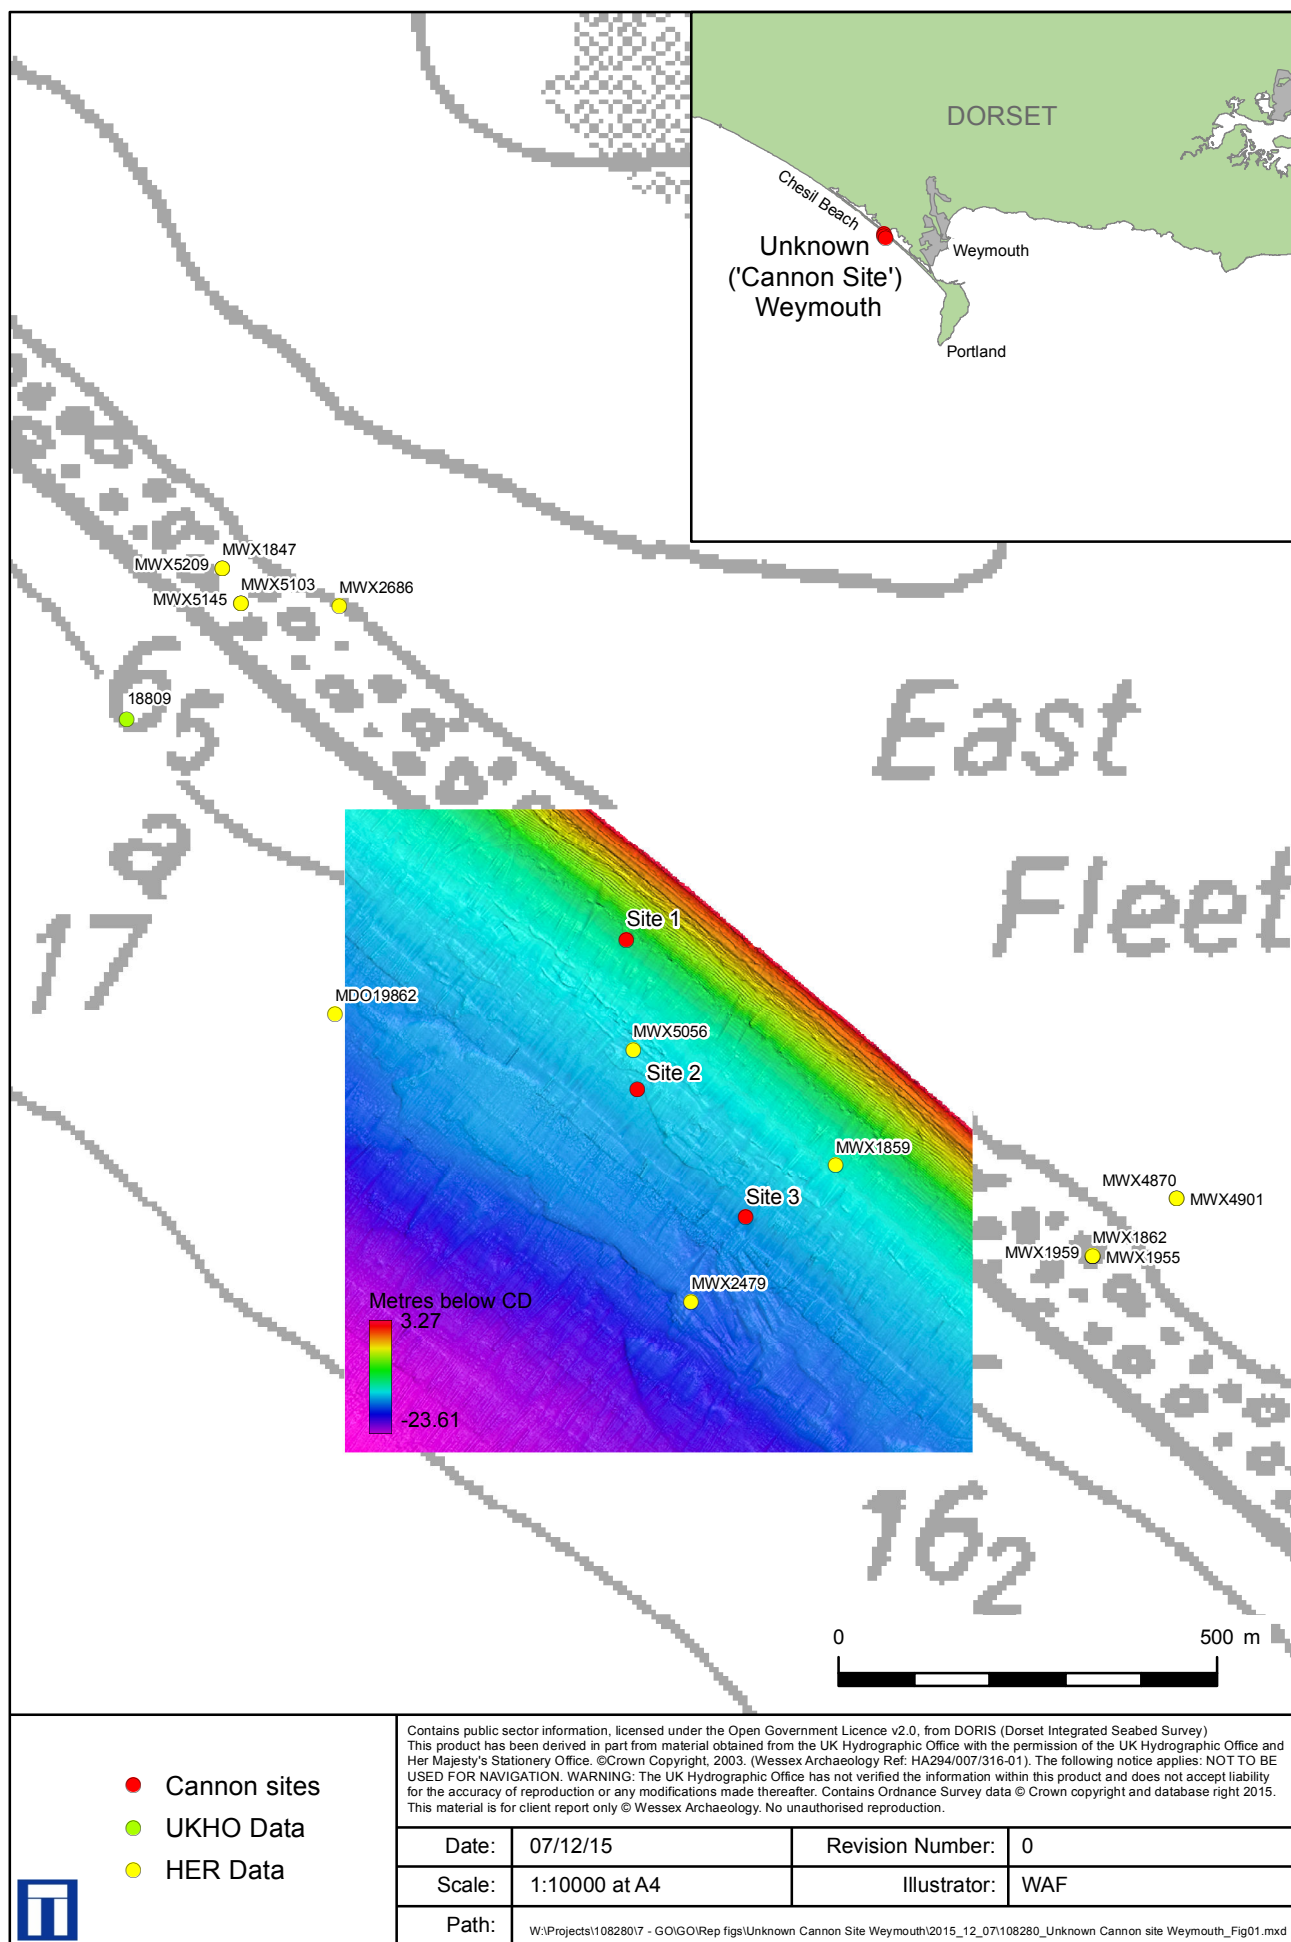 DORSET
Chesil Beach
Unknown
('Cannon Site')
Weymouth
Weymouth
Portland
MWX1847
MWX5209
MWX5103
MWX2686
MWX5145
18809
6 5
East
17 2
Fleet
Site 1
MDO19862
MWX5056
Site 2
MWX1859
MWX4870
MWX4901
Site 3
MWX1862
MWX1959
MWX1955
MWX2479
Metres below CD
3.27
-23.61
16 2
0 500 m
Cannon sites
UKHO Data
HER Data
Contains public sector information, licensed under the Open Government Licence v2.0, from DORIS (Dorset Integrated Seabed Survey)
This product has been derived in part from material obtained from the UK Hydrographic Office with the permission of the UK Hydrographic Office and
Her Majesty's Stationery Office. ©Crown Copyright, 2003. (Wessex Archaeology Ref: HA294/007/316-01). The following notice applies: NOT TO BE
USED FOR NAVIGATION. WARNING: The UK Hydrographic Office has not verified the information within this product and does not accept liability
for the accuracy of reproduction or any modifications made thereafter. Contains Ordnance Survey data © Crown copyright and database right 2015.
This material is for client report only © Wessex Archaeology. No unauthorised reproduction.
Date: 07/12/15 Revision Number: 0
Scale: 1:10000 at A4 Illustrator: WAF
Path: W:\Projects\108280\7 - GO\GO\Rep figs\Unknown Cannon Site Weymouth\2015_12_07\108280_Unknown Cannon site Weymouth_Fig01.mxd